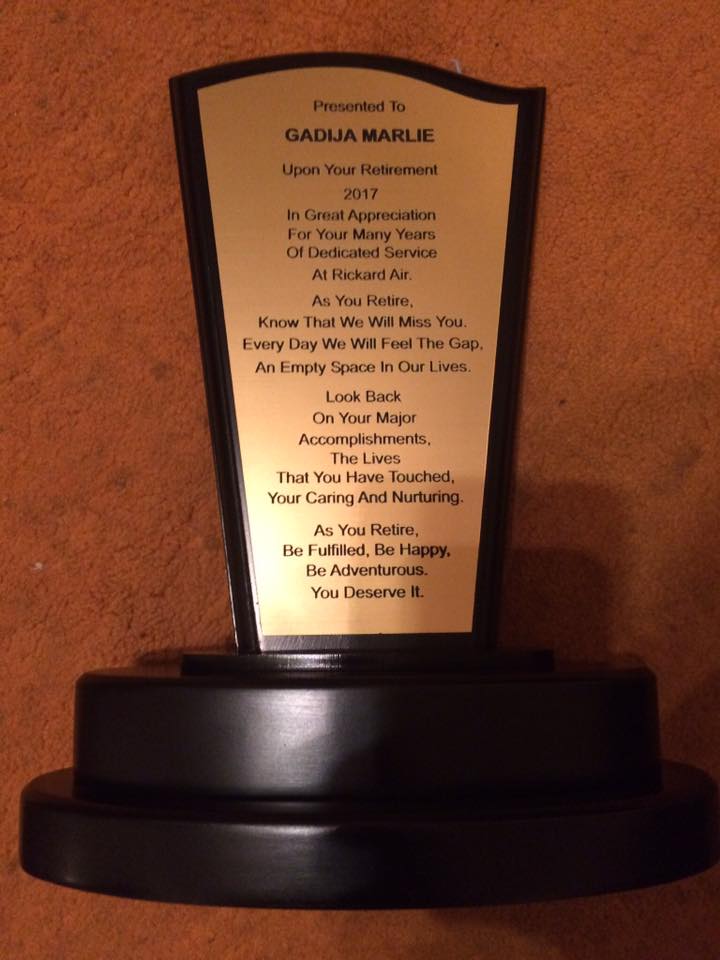 Presented To
GADIJA MARLIE
Upon Your Retirement
2017
In Great Appreciation
For Your Many Years
Of Dedicated Service
At Rickard Air.
As You Retire,
Know That We Will Miss You.
Every Day We Will Feel The Gap,
An Empty Space In Our Lives.
Look Back
On Your Major
Accomplishments,
The Lives
That You Have Touched,
Your Caring And Nurturing.
As You Retire,
Be Fulfilled, Be Happy,
Be Adventurous.
You Deserve It.